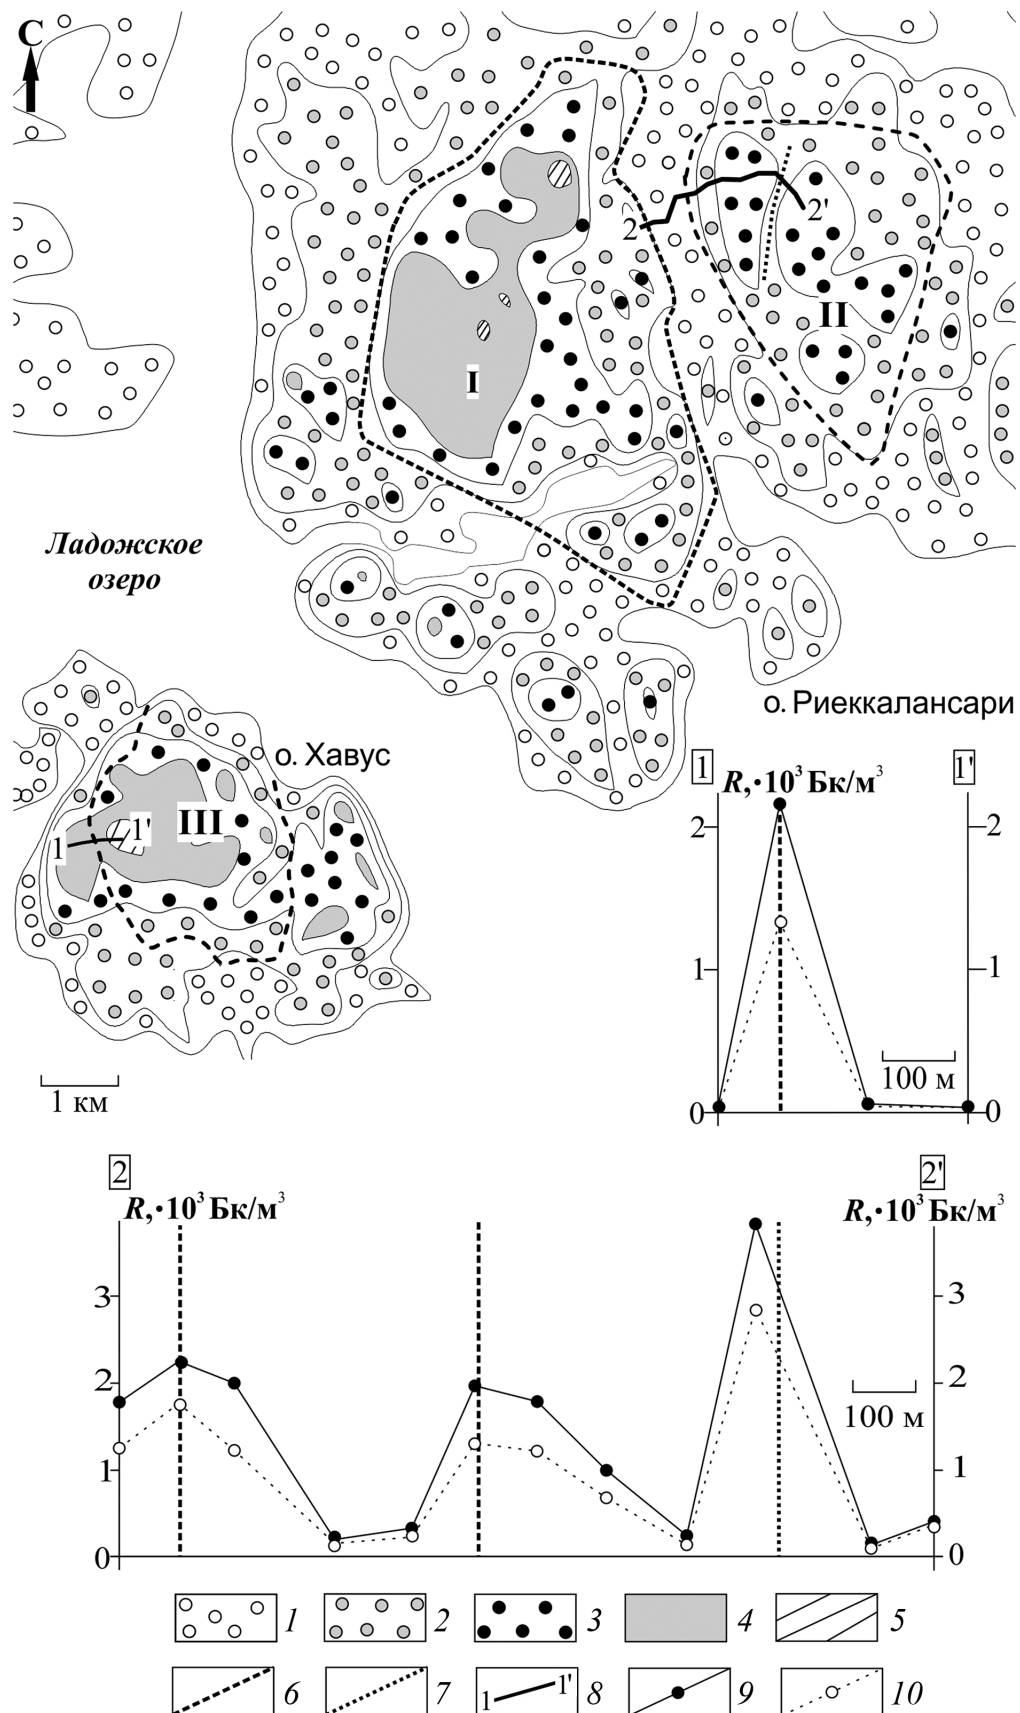 С
2
2'
II
I
Ладожское
озеро
о. Риеккалансари
о. Хавус
III
1
1'
1 км
1
1'
R,·10³ Бк/м³
2
2
1
1
0
0
100 м
2
2'
R,·10³ Бк/м³
R,·10³ Бк/м³
3
3
2
2
1
1
0
0
100 м
1
2
3
4
5
6
7
1
1'
8
9
10